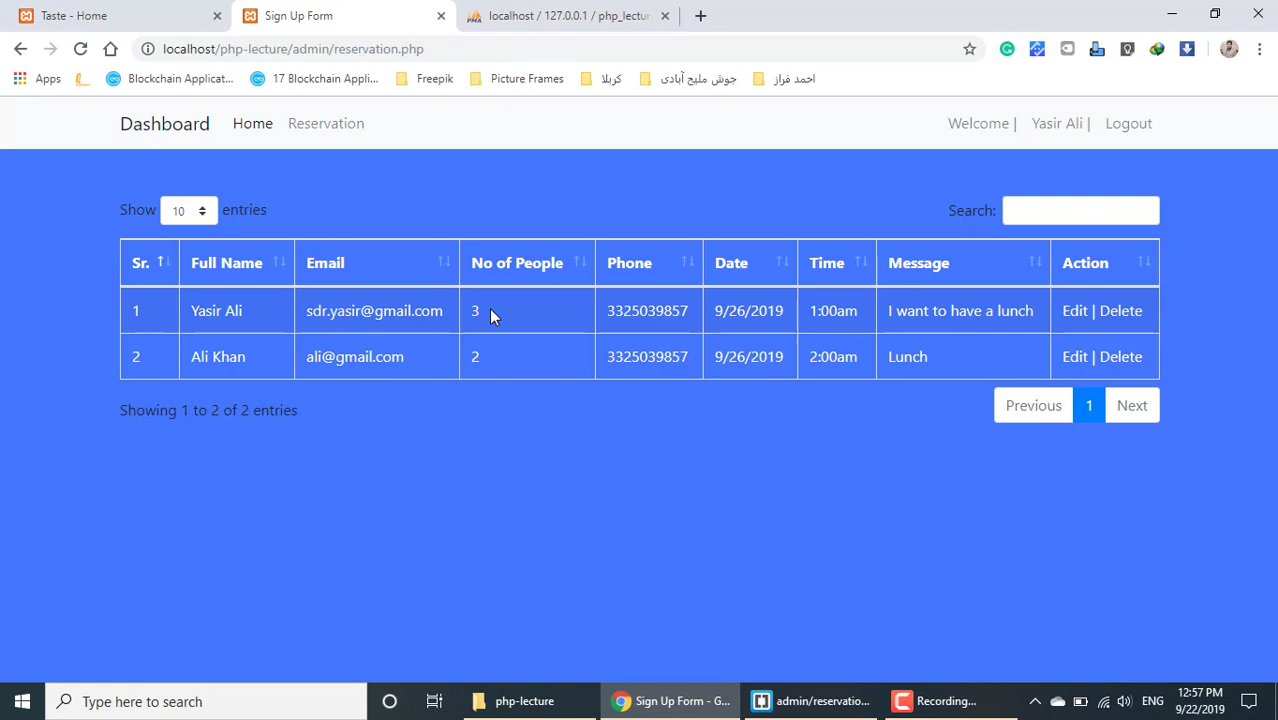 Taste - Home
Sign Up Form
localhost / 127.0.0.1 / php_lectur
localhost/php-lecture/admin/reservation.php
Apps
Blockchain Applicat...
17 Blockchain Appli...
Freepik
Picture Frames
کربلا
جوش ملیح آبادی
احمد فراز
Dashboard Home Reservation
Welcome | Yasir Ali | Logout
Show 10 entries
Search:
Sr. Full Name Email No of People Phone Date Time Message Action
1 Yasir Ali sdr.yasir@gmail.com 3 3325039857 9/26/2019 1:00am I want to have a lunch Edit | Delete
2 Ali Khan ali@gmail.com 2 3325039857 9/26/2019 2:00am Lunch Edit | Delete
Showing 1 to 2 of 2 entries
Previous 1 Next
Type here to search
php-lecture
Sign Up Form - G...
admin/reservatio...
Recording...
ENG
12:57 PM
9/22/2019